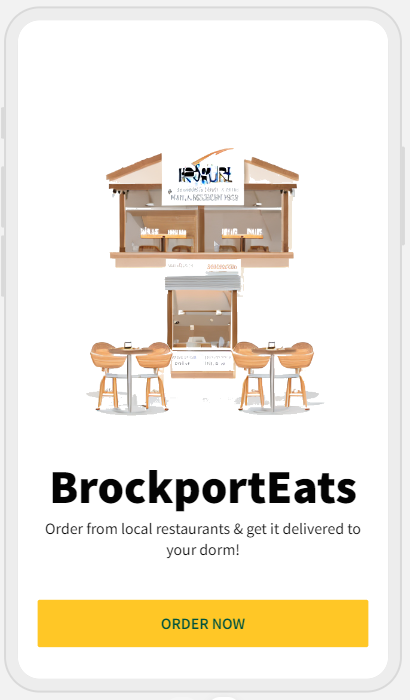 BrockportEats
Order from local restaurants & get it delivered to
your dorm!
ORDER NOW